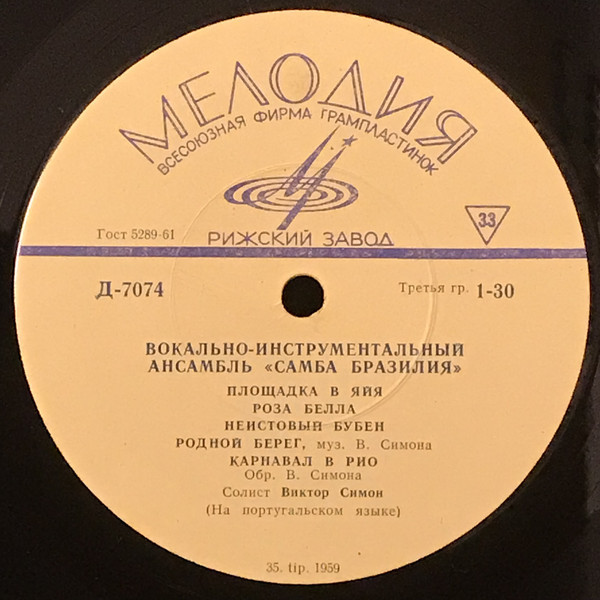 МЕЛОДИЯ
ВСЕСОЮЗНАЯ ФИРМА ГРАМПЛАСТИНОК
Гост 5289-61
РИЖСКИЙ ЗАВОД
33
Д-7074
Третья гр. 1-30
ВОКАЛЬНО-ИНСТРУМЕНТАЛЬНЫЙ
АНСАМБЛЬ «САМБА БРАЗИЛИЯ»
ПЛОЩАДКА В ЯЙЯ
РОЗА БЕЛЛА
НЕИСТОВЫЙ БУБЕН
РОДНОЙ БЕРЕГ, муз. В. Симона
КАРНАВАЛ В РИО
Обр. В. Симона
Солист Виктор Симон
(На португальском языке)
35. tip. 1959